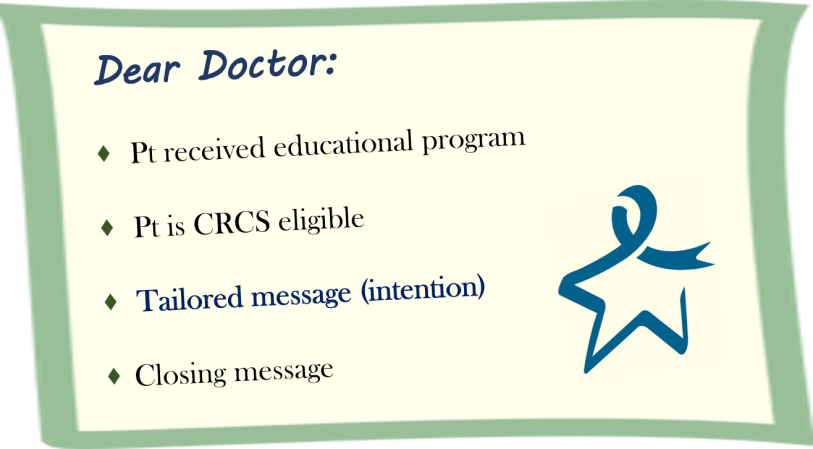 Dear Doctor:
Pt received educational program
Pt is CRCS eligible
Tailored message (intention)
Closing message